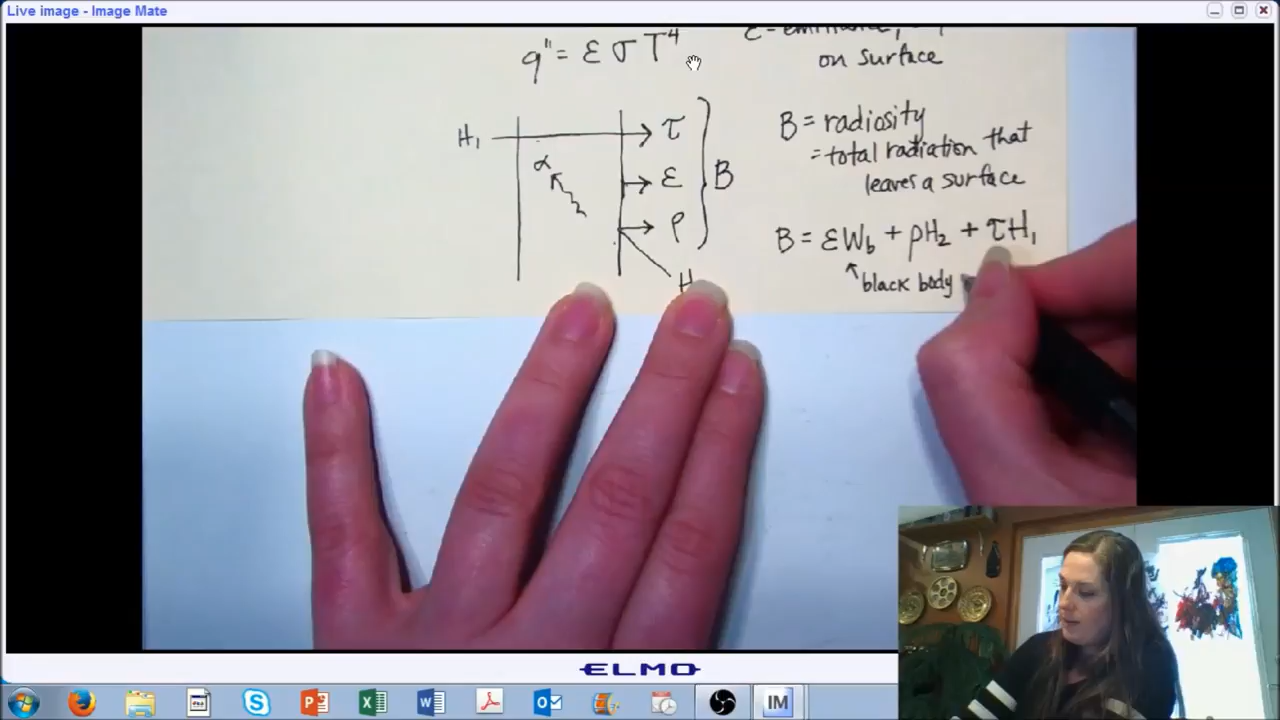 Live image - Image Mate
q" = ε σ T⁴
on surface
H₁
τ
α
ε
ρ
B
H
B = radiosity
= total radiation that
leaves a surface
B = εW_b + ρH₂ + τH₁
black body
ELMO
IM